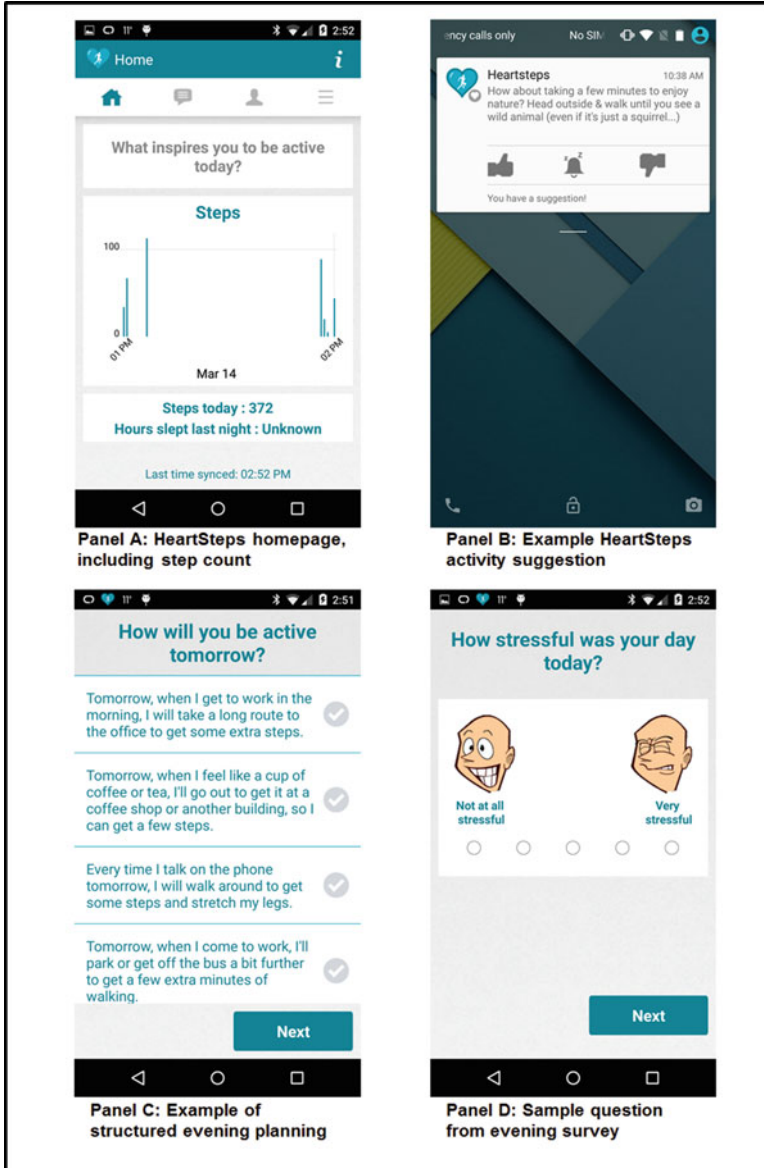 2:52
Home
i
What inspires you to be active
today?
Steps
100
0
01 PM
02 PM
Mar 14
Steps today : 372
Hours slept last night : Unknown
Last time synced: 02:52 PM
Panel A: HeartSteps homepage,
including step count
ency calls only No SIM
Heartsteps 10:38 AM
How about taking a few minutes to enjoy
nature? Head outside & walk until you see a
wild animal (even if it's just a squirrel...)
You have a suggestion!
Panel B: Example HeartSteps
activity suggestion
2:51
How will you be active
tomorrow?
Tomorrow, when I get to work in the
morning, I will take a long route to
the office to get some extra steps.
Tomorrow, when I feel like a cup of
coffee or tea, I'll go out to get it at a
coffee shop or another building, so I
can get a few steps.
Every time I talk on the phone
tomorrow, I will walk around to get
some steps and stretch my legs.
Tomorrow, when I come to work, I'll
park or get off the bus a bit further
to get a few extra minutes of
walking.
Next
Panel C: Example of
structured evening planning
2:52
How stressful was your day
today?
Not at all
stressful
Very
stressful
Next
Panel D: Sample question
from evening survey